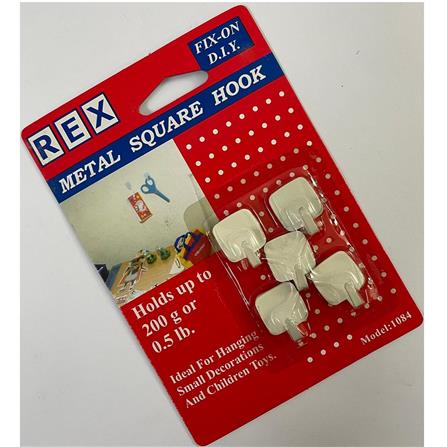 FIX-ON
D.I.Y.
REX
METAL SQUARE HOOK
Holds up to
200 g or
0.5 lb.
Ideal For Hanging
Small Decorations
And Children Toys.
Model:1084